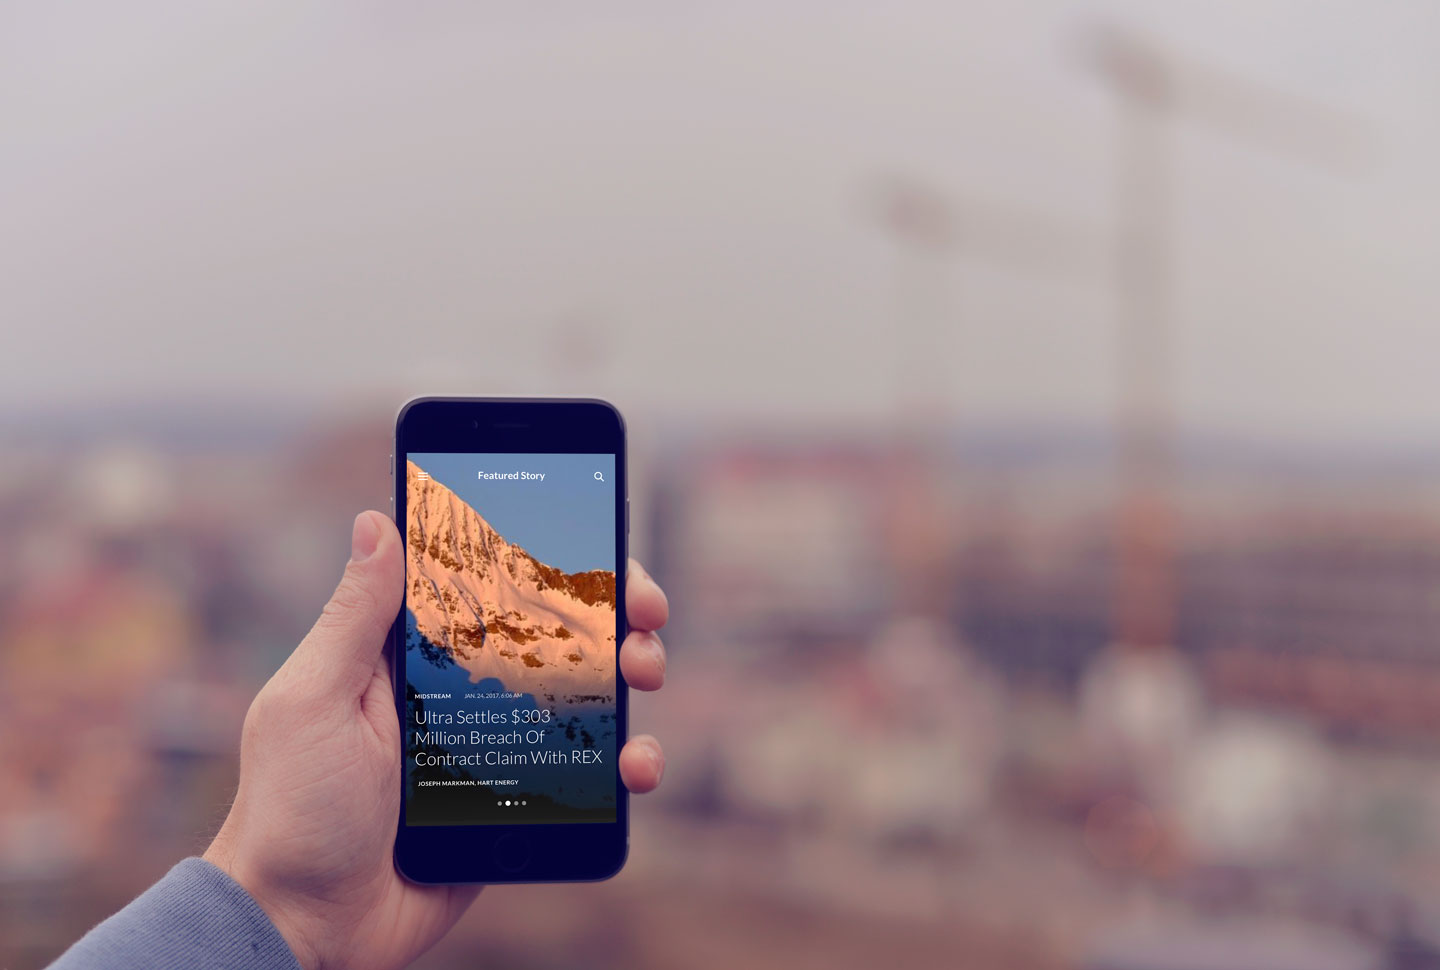 Featured Story
MIDSTREAM JAN. 24, 2017, 6:06 AM
Ultra Settles $303
Million Breach Of
Contract Claim With REX
JOSEPH MARKMAN, HART ENERGY